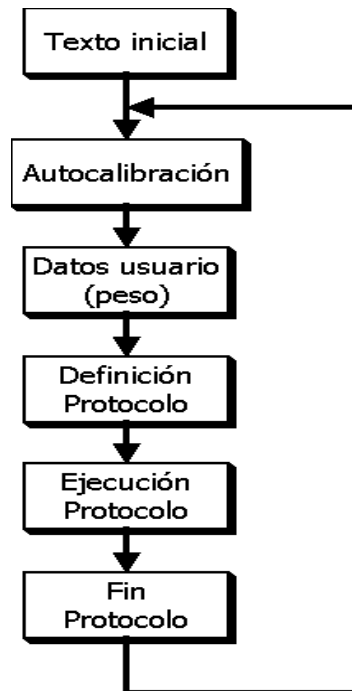 Texto inicial
Autocalibración
Datos usuario
(peso)
Definición
Protocolo
Ejecución
Protocolo
Fin
Protocolo